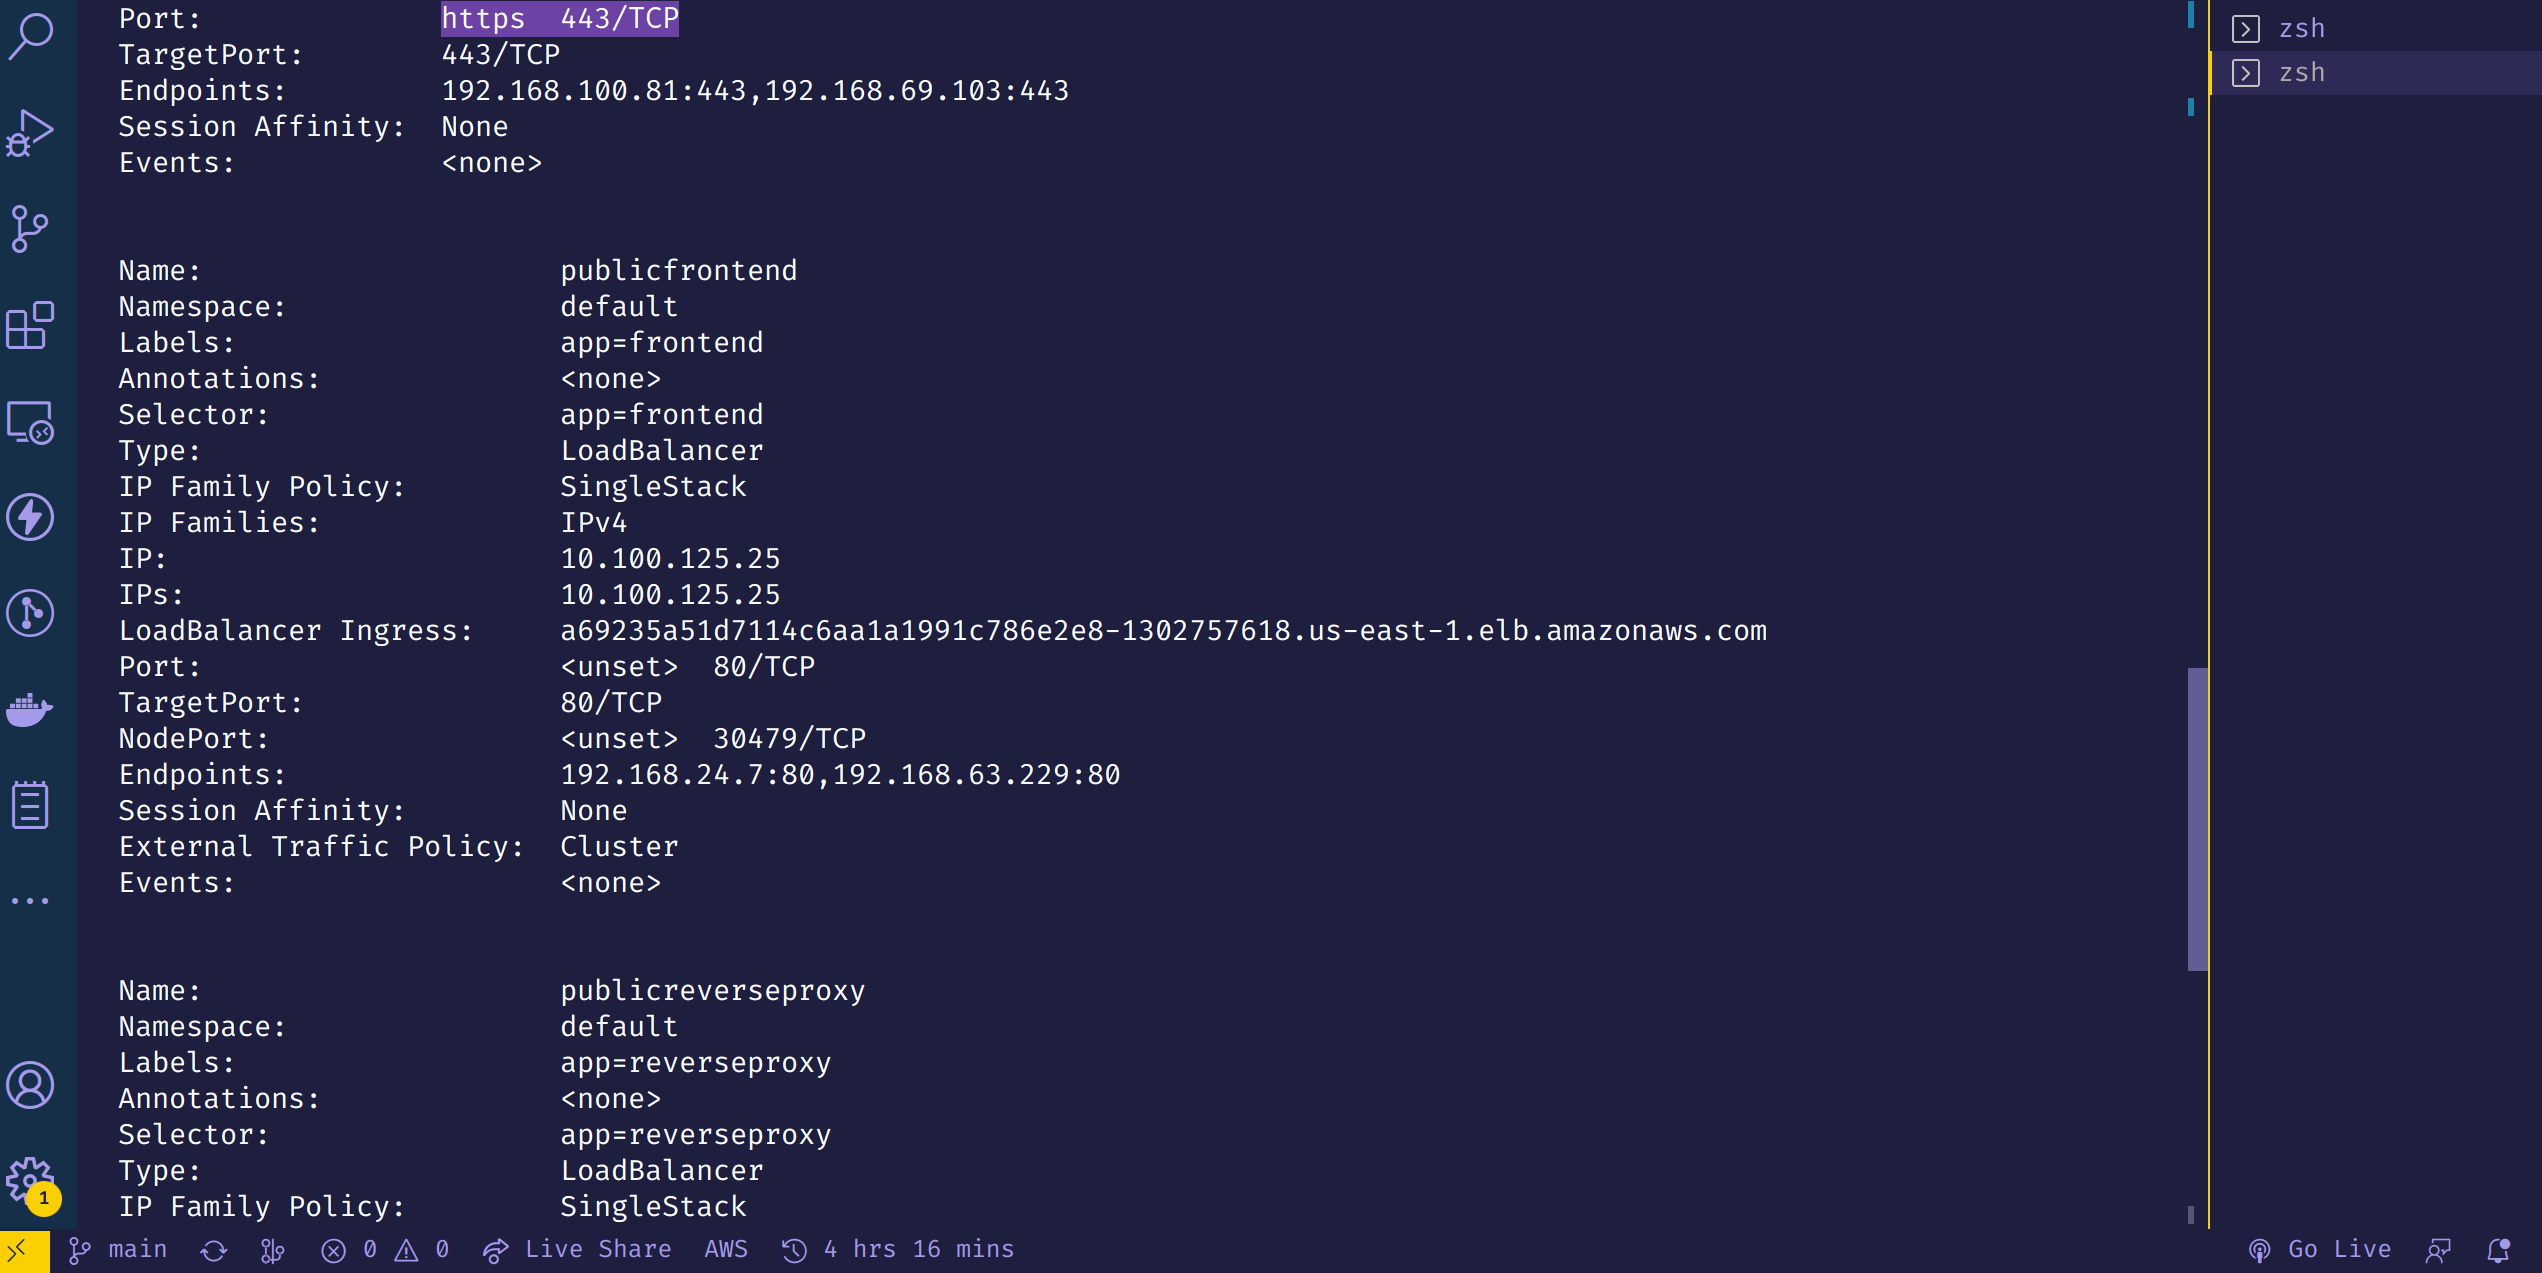 Port:              https  443/TCP
TargetPort:        443/TCP
Endpoints:         192.168.100.81:443,192.168.69.103:443
Session Affinity:  None
Events:            <none>
Name:                     publicfrontend
Namespace:                default
Labels:                   app=frontend
Annotations:              <none>
Selector:                 app=frontend
Type:                     LoadBalancer
IP Family Policy:         SingleStack
IP Families:              IPv4
IP:                       10.100.125.25
IPs:                      10.100.125.25
LoadBalancer Ingress:     a69235a51d7114c6aa1a1991c786e2e8-1302757618.us-east-1.elb.amazonaws.com
Port:                     <unset>  80/TCP
TargetPort:               80/TCP
NodePort:                 <unset>  30479/TCP
Endpoints:                192.168.24.7:80,192.168.63.229:80
Session Affinity:         None
External Traffic Policy:  Cluster
Events:                   <none>
Name:                     publicreverseproxy
Namespace:                default
Labels:                   app=reverseproxy
Annotations:              <none>
Selector:                 app=reverseproxy
Type:                     LoadBalancer
IP Family Policy:         SingleStack
zsh
zsh
1
main 0 0 Live Share AWS 4 hrs 16 mins Go Live